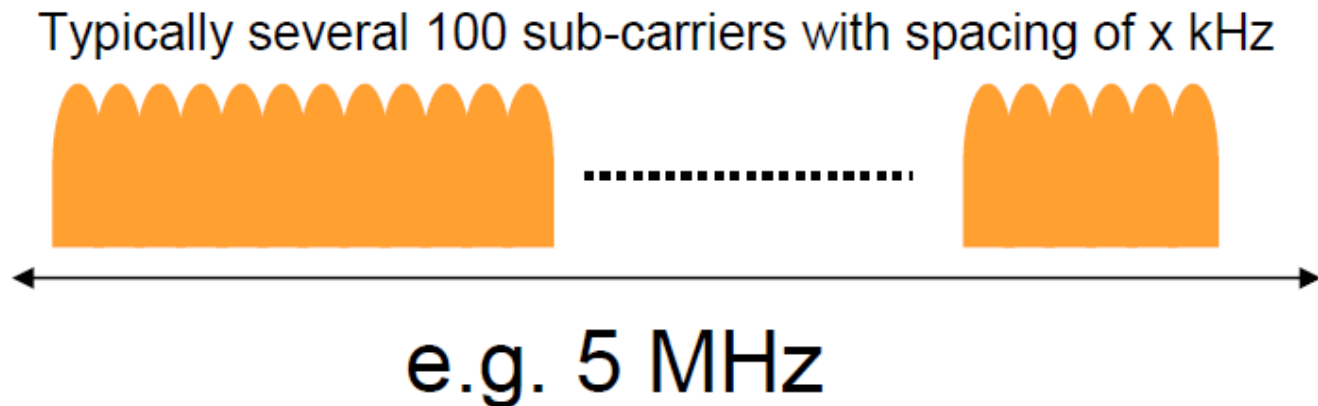 Typically several 100 sub-carriers with spacing of x kHz
e.g. 5 MHz